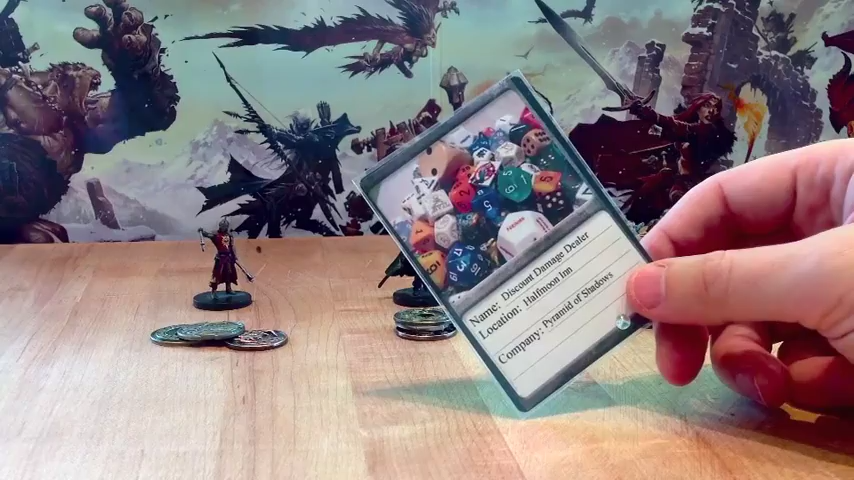 Name: Discount Damage Dealer
Location: Halfmoon Inn
Company: Pyramid of Shadows